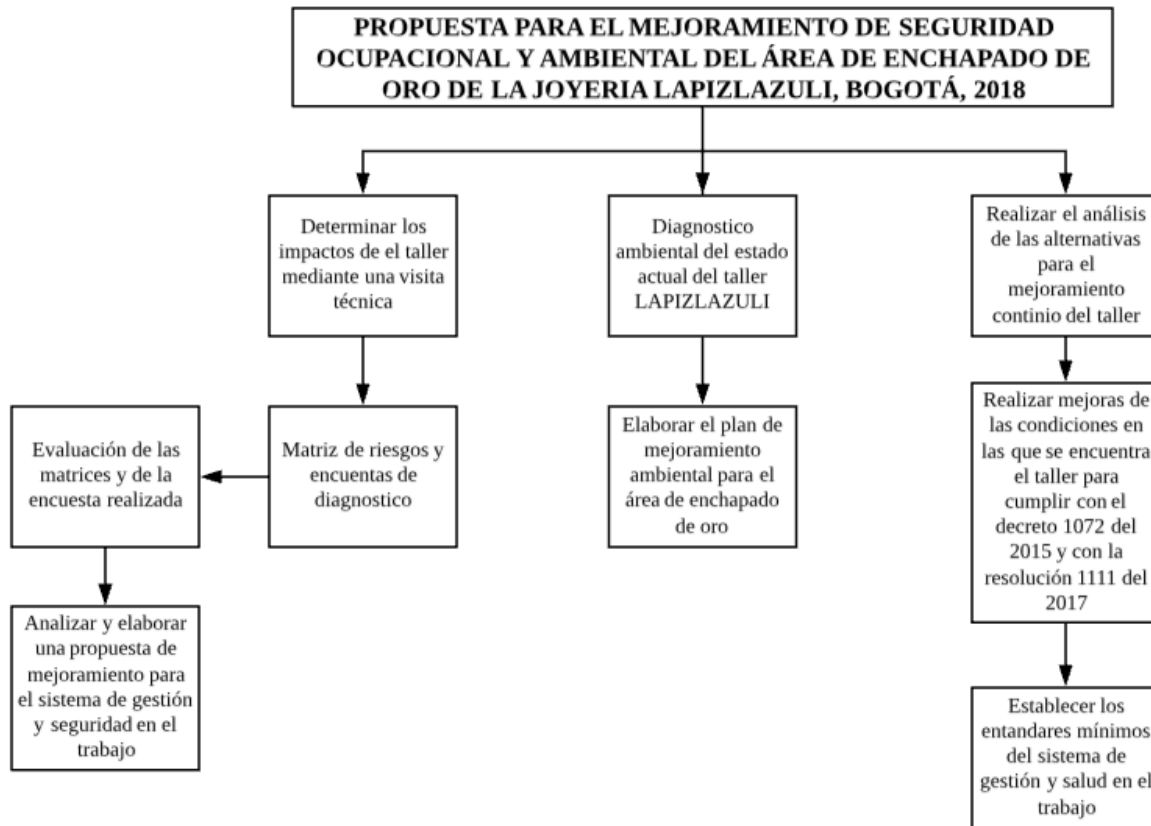 PROPUESTA PARA EL MEJORAMIENTO DE SEGURIDAD
OCUPACIONAL Y AMBIENTAL DEL ÁREA DE ENCHAPADO DE
ORO DE LA JOYERIA LAPIZLAZULI, BOGOTÁ, 2018
Determinar los
impactos de el taller
mediante una visita
técnica
Diagnostico
ambiental del estado
actual del taller
LAPIZLAZULI
Realizar el análisis
de las alternativas
para el
mejoramiento
continio del taller
Evaluación de las
matrices y de la
encuesta realizada
Matriz de riesgos y
encuentas de
diagnostico
Elaborar el plan de
mejoramiento
ambiental para el
área de enchapado
de oro
Realizar mejoras de
las condiciones en
las que se encuentra
el taller para
cumplir con el
decreto 1072 del
2015 y con la
resolución 1111 del
2017
Analizar y elaborar
una propuesta de
mejoramiento para
el sistema de gestión
y seguridad en el
trabajo
Establecer los
entandares mínimos
del sistema de
gestión y salud en el
trabajo